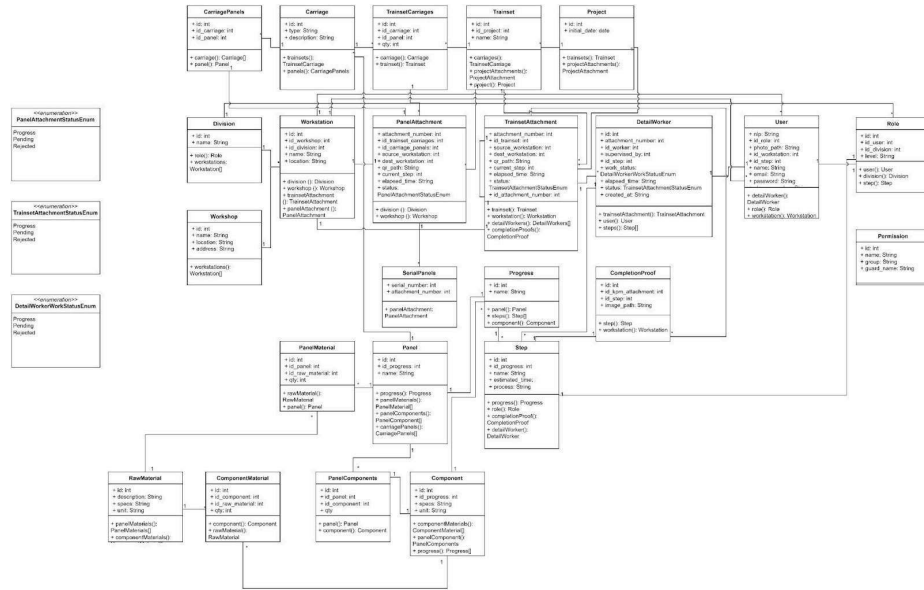 CarriagePanels
+ id: int
+ id_carriage: int
+ id_panel: int
+ carriage(): Carriage[]
+ panel(): Panel
Carriage
+ id: int
+ type: String
+ description: String
+ trainsets():
TrainsetCarriage
+ panels(): CarriagePanels
TrainsetCarriages
+ id: int
+ id_carriage: int
+ id_panel: int
+ qty: int
+ carriage(): Carriage
+ trainset(): Trainset
Trainset
+ id: int
+ id_project: int
+ name: String
+ carriages():
TrainsetCarriage
+ projectAttachments():
ProjectAttachment
+ project(): Project
Project
+ id: int
+ initial_date: date
+ trainsets(): Trainset
+ projectAttachments():
ProjectAttachment
<<enumeration>>
PanelAttachmentStatusEnum
Progress
Pending
Rejected
<<enumeration>>
TrainsetAttachmentStatusEnum
Progress
Pending
Rejected
<<enumeration>>
DetailWorkerWorkStatusEnum
Progress
Pending
Rejected
Division
+ id: int
+ name: String
+ role(): Role
+ workstations:
Workstation[]
Workstation
+ id: int
+ id_workshop: int
+ id_division: int
+ name: String
+ location: String
+ division (): Division
+ workshop (): Workshop
+ trainsetAttachment
(): TrainsetAttachment
+ panelAttachment ():
PanelAttachment
PanelAttachment
+ attachment_number: int
+ id_trainset_carriages: int
+ id_carriage_panels: int
+ source_workstation: int
+ dest_workstation: int
+ qr_path: String
+ current_step: int
+ elapsed_time: String
+ status:
PanelAttachmentStatusEnum
+ division (): Division
+ workshop (): Workshop
TrainsetAttachment
+ attachment_number: int
+ id_trainset: int
+ source_workstation: int
+ dest_workstation: int
+ qr_path: String
+ current_step: int
+ elapsed_time: String
+ status:
TrainsetAttachmentStatusEnum
+ id_attachment_number: int
+ trainset(): Trainset
+ workstation(): Workstation
+ detailWorkers(): DetailWorkers[]
+ completionProofs():
CompletionProof
DetailWorker
+ id: int
+ attachment_number: int
+ id_worker: int
+ supervised_by: int
+ id_step: int
+ work_status:
DetailWorkerWorkStatusEnum
+ elapsed_time: String
+ status: TrainsetAttachmentStatusEnum
+ created_at: String
+ trainsetAttachment(): TrainsetAttachment
+ user(): User
+ steps(): Step[]
User
+ nip: String
+ id_role: int
+ photo_path: String
+ id_workstation: int
+ id_step: int
+ name: String
+ email: String
+ password: String
+ detailWorker():
DetailWorker
+ role(): Role
+ workstation(): Workstation
Role
+ id: int
+ id_user: int
+ id_division: int
+ level: String
+ user(): User
+ division(): Division
+ step(): Step
Workshop
+ id: int
+ name: String
+ location: String
+ address: String
+ workstations()
Workstation[]
Permission
+ id: int
+ name: String
+ group: String
+ guard_name: String
SerialPanels
+ serial_number: int
+ attachment_number: int
+ panelAttachment:
PanelAttachment
Progress
+ id: int
+ name: String
+ panel(): Panel
+ steps(): Step[]
+ component(): Component
CompletionProof
+ id: int
+ id_kpm_attachment: int
+ id_step: int
+ image_path: String
+ step(): Step
+ workstation(): Workstation
PanelMaterial
+ id: int
+ id_panel: int
+ id_raw_material: int
+ qty: int
+ rawMaterial():
RawMaterial
+ panel(): Panel
Panel
+ id: int
+ id_progress: int
+ name: String
+ progress(): Progress
+ panelMaterials():
PanelMaterial[]
+ panelComponents():
PanelComponent[]
+ carriagePanels():
CarriagePanels[]
Step
+ id: int
+ id_progress: int
+ name: String
+ estimated_time:
+ process: String
+ progress(): Progress
+ role(): Role
+ completionProof():
CompletionProof
+ detailWorker():
DetailWorker
RawMaterial
+ id: int
+ description: String
+ specs: String
+ unit: String
+ panelMaterials():
PanelMaterials[]
+ componentMaterials():
ComponentMaterial
+ id: int
+ id_component: int
+ id_raw_material: int
+ qty: int
+ component(): Component
+ rawMaterial():
RawMaterial
PanelComponents
+ id: int
+ id_panel: int
+ id_component: int
+ qty
+ panel(): Panel
+ component(): Component
Component
+ id: int
+ id_progress: int
+ specs: String
+ unit: String
+ componentMaterials():
ComponentMaterial[]
+ panelComponent():
PanelComponents
+ progress(): Progress[]